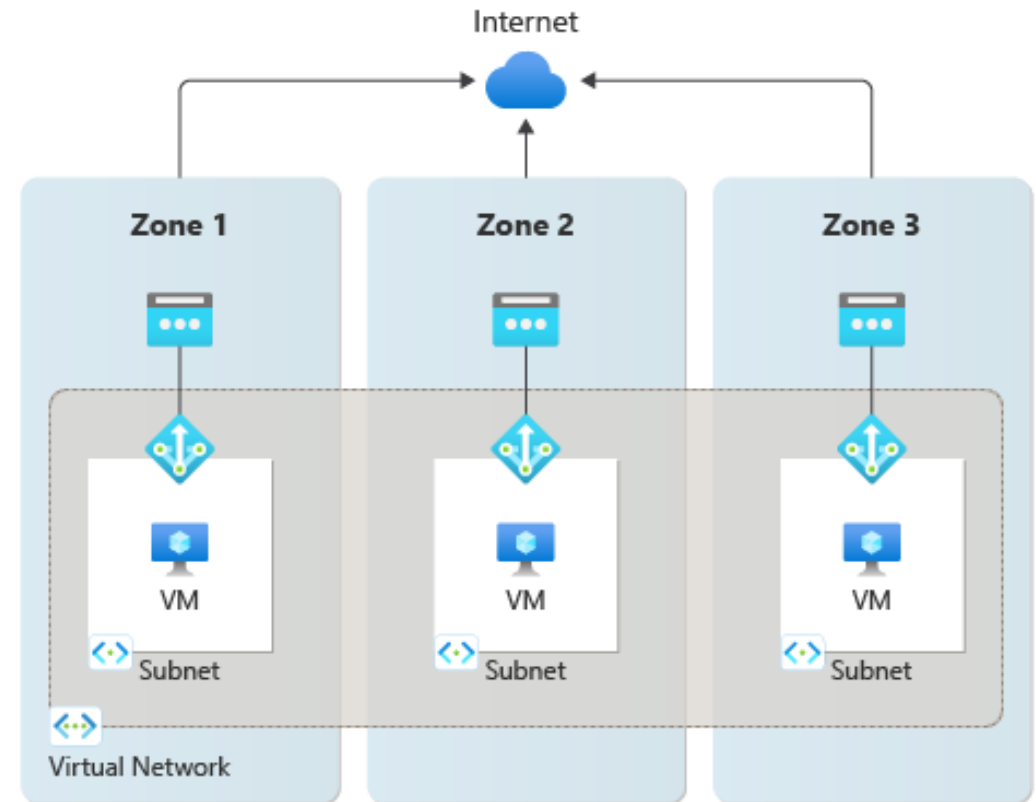 Internet
Zone 1
Zone 2
Zone 3
VM
VM
VM
Subnet
Subnet
Subnet
Virtual Network